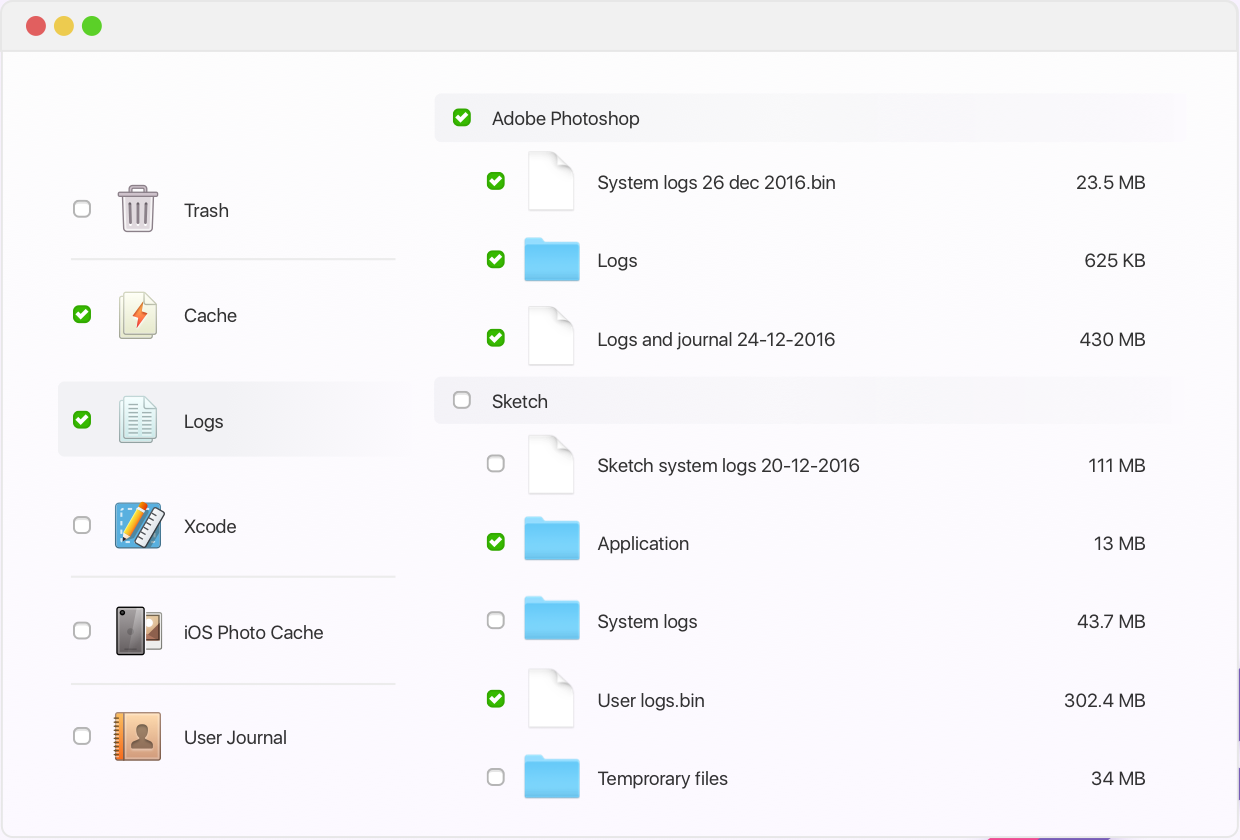 Trash
Cache
Logs
Xcode
iOS Photo Cache
User Journal
Adobe Photoshop
System logs 26 dec 2016.bin 23.5 MB
Logs 625 KB
Logs and journal 24-12-2016 430 MB
Sketch
Sketch system logs 20-12-2016 111 MB
Application 13 MB
System logs 43.7 MB
User logs.bin 302.4 MB
Temprorary files 34 MB